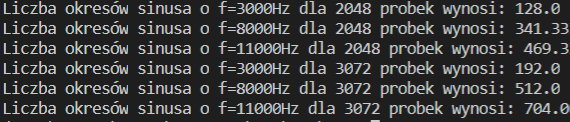 Liczba okresów sinusa o f=3000Hz dla 2048 probek wynosi: 128.0
Liczba okresów sinusa o f=8000Hz dla 2048 probek wynosi: 341.33
Liczba okresów sinusa o f=11000Hz dla 2048 probek wynosi: 469.3
Liczba okresów sinusa o f=3000Hz dla 3072 probek wynosi: 192.0
Liczba okresów sinusa o f=8000Hz dla 3072 probek wynosi: 512.0
Liczba okresów sinusa o f=11000Hz dla 3072 probek wynosi: 704.0